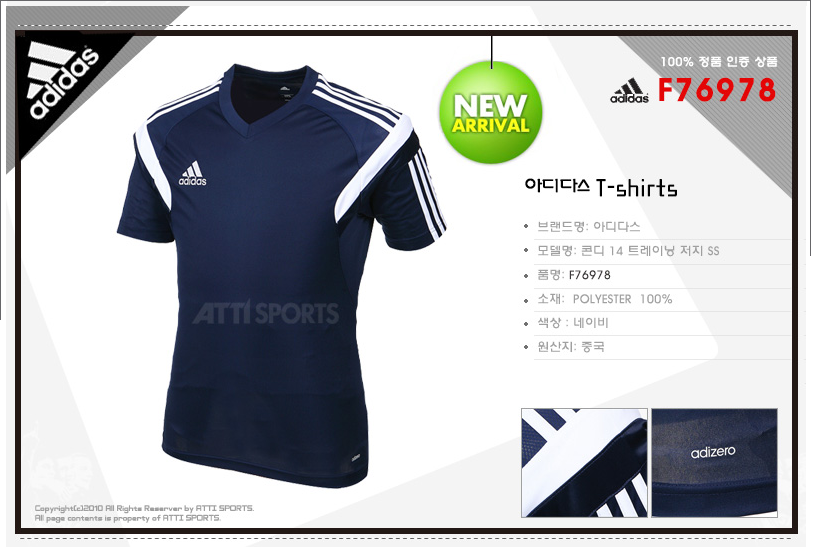 adidas
100% 정품 인증 상품
adidas F76978
NEW
ARRIVAL
adidas
아디다스 T-shirts
브랜드명: 아디다스
모델명: 콘디 14 트레이닝 저지 SS
품명: F76978
소재: POLYESTER 100%
색상 : 네이비
원산지: 중국
ATTI SPORTS
adizero
Copyright(c)2010 All Rights Reserver by ATTI SPORTS.
All page contents is property of ATTI SPORTS.